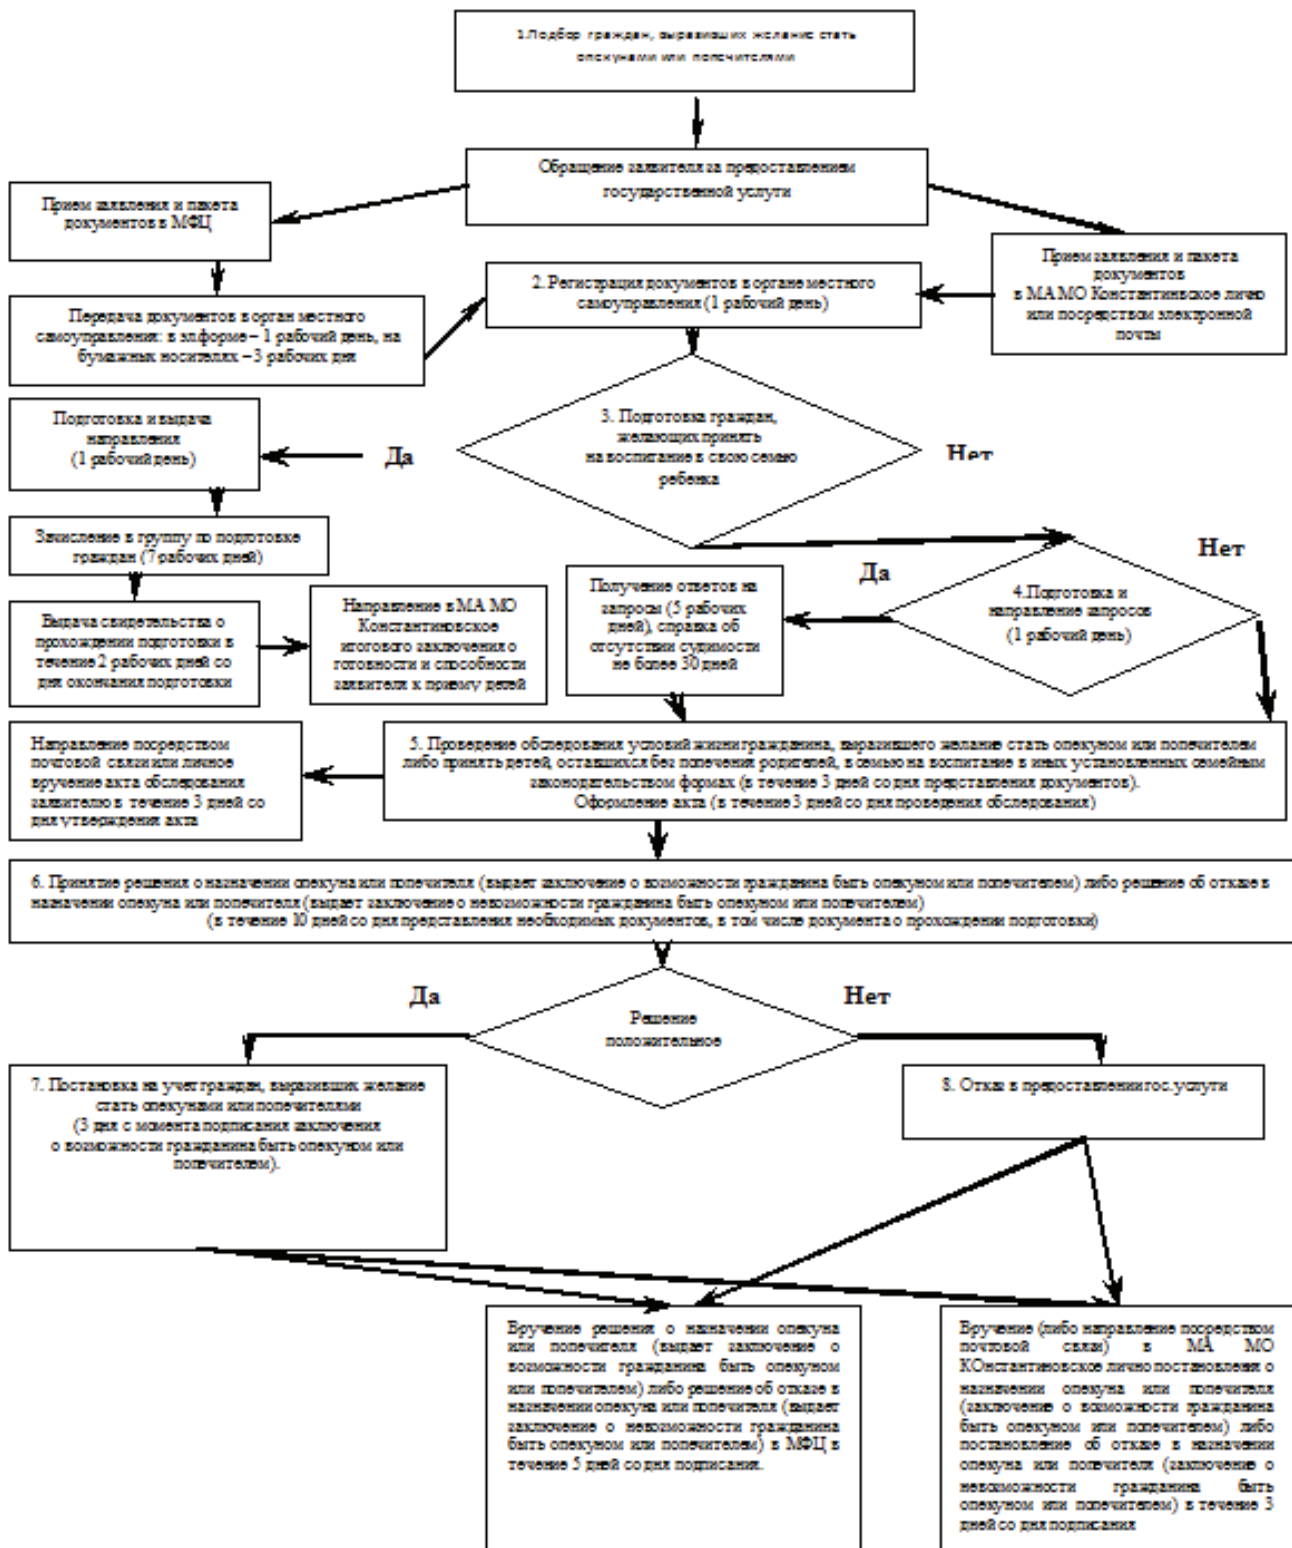 1.Подбор граждан, выразивших желание стать
опекунами или попечителями
Обращение заявителя за предоставлением
государственной услуги
Прием заявления и пакета
документов в МФЦ
Прием заявления и пакета
документов
в МА МО Константинвское лично
или посредством электронной
почты
2. Регистрация документов в органе местного
самоуправления (1 рабочий день)
Передача документов в орган местного
самоуправления: в эл.форме – 1 рабочий день, на
бумажных носителях – 3 рабочих дня
3. Подготовка граждан,
желающих принять
на воспитание в свою семью
ребенка
Да
Нет
Подготовка и выдача
направления
(1 рабочий день)
Зачисление в группу по подготовке
граждан (7 рабочих дней)
Выдача свидетельства о
прохождении подготовки в
течение 2 рабочих дней со
дня окончания подготовки
Направление в МА МО
Константиновское
итогового заключения о
готовности и способности
заявителя к приему детей
Получение ответов на
запросы (5 рабочих
дней), справка об
отсутствии судимости
не более 30 дней
Да
Нет
4.Подготовка и
направление запросов
(1 рабочий день)
5. Проведение обследования условий жизни гражданина, выразившего желание стать опекуном или попечителем
либо принять детей, оставшихся без попечения родителей, в семью на воспитание в иных установленных семейным
законодательством формах (в течение 3 дней со дня представления документов).
Оформление акта (в течение 3 дней со дня проведения обследования)
Направление посредством
почтовой связи или личное
вручение акта обследования
заявителю в течение 3 дней со
дня утверждения акта
6. Принятие решения о назначении опекуна или попечителя (выдает заключение о возможности гражданина быть опекуном или попечителем) либо решение об отказе в
назначении опекуна или попечителя (выдает заключение о невозможности гражданина быть опекуном или попечителем)
(в течение 10 дней со дня представления необходимых документов, в том числе документа о прохождении подготовки)
Да
Нет
Решение
положительное
7. Постановка на учет граждан, выразивших желание
стать опекунами или попечителями
(3 дня с момента подписания заключения
о возможности гражданина быть опекуном или
попечителем).
8. Отказ в предоставлении гос. услуги
Вручение решения о назначении опекуна
или попечителя (выдает заключение о
возможности гражданина быть опекуном
или попечителем) либо решение об отказе в
назначении опекуна или попечителя (выдает
заключение о невозможности гражданина
быть опекуном или попечителем) в МФЦ в
течение 5 дней со дня подписания.
Вручение (либо направление посредством
почтовой связи) в МА МО
КОнстантиновское лично постановления о
назначении опекуна или попечителя
(заключение о возможности гражданина
быть опекуном или попечителем) либо
постановление об отказе в назначении
опекуна или попечителя (заключение о
невозможности гражданина быть
опекуном или попечителем) в течение 3
дней со дня подписания